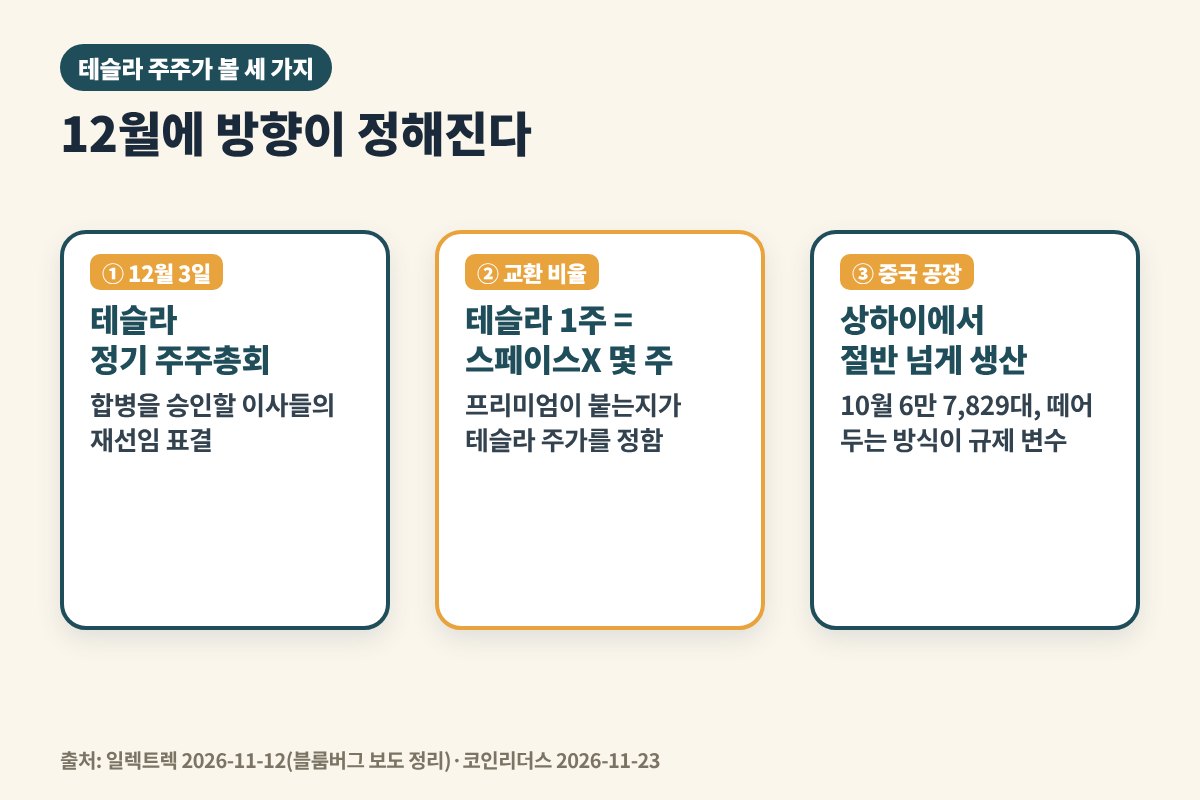 테슬라 주주가 볼 세 가지
12월에 방향이 정해진다
① 12월 3일
테슬라
정기 주주총회
합병을 승인할 이사들의
재선임 표결
② 교환 비율
테슬라 1주 =
스페이스X 몇 주
프리미엄이 붙는지가
테슬라 주가를 정함
③ 중국 공장
상하이에서
절반 넘게 생산
10월 6만 7,829대, 떼어
두는 방식이 규제 변수
출처: 일렉트렉 2026-11-12(블룸버그 보도 정리)·코인리더스 2026-11-23